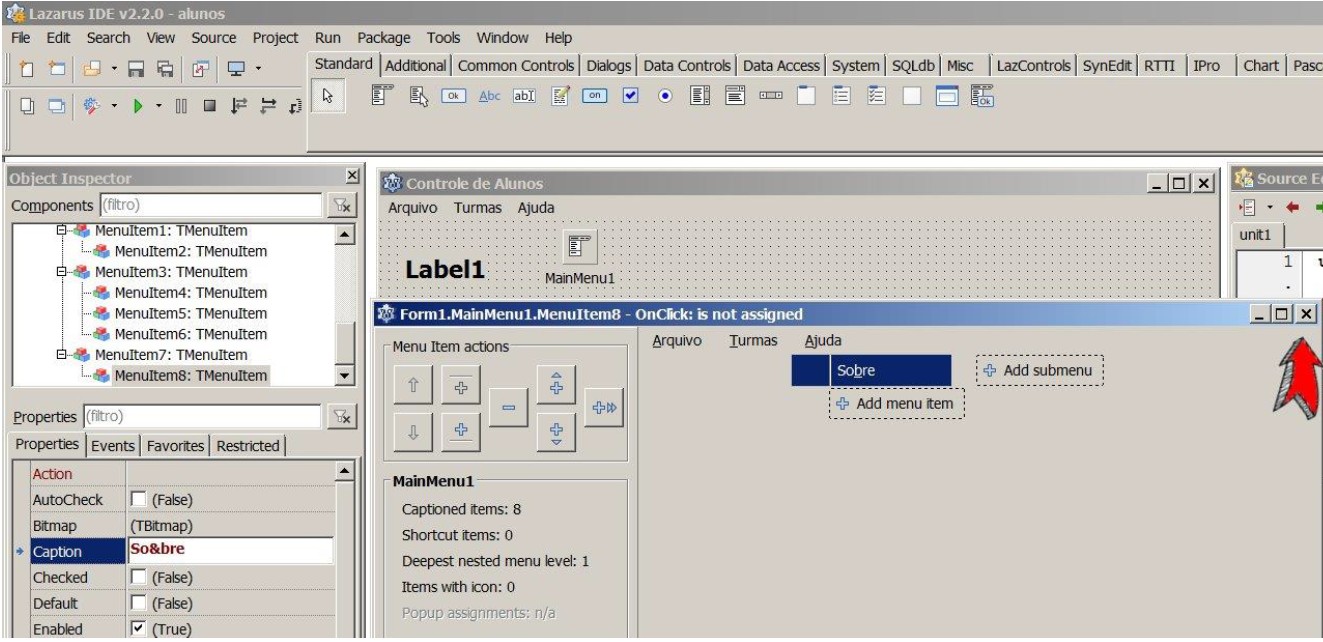 Lazarus IDE v2.2.0 - alunos
File Edit Search View Source Project Run Package Tools Window Help
Standard Additional Common Controls Dialogs Data Controls Data Access System SQLdb Misc LazControls SynEdit RTTI IPro Chart Pasc
Ok Abc abI on Ok
Object Inspector
Components (filtro)
MenuItem1: TMenuItem
MenuItem2: TMenuItem
MenuItem3: TMenuItem
MenuItem4: TMenuItem
MenuItem5: TMenuItem
MenuItem6: TMenuItem
MenuItem7: TMenuItem
MenuItem8: TMenuItem
Properties (filtro)
Properties Events Favorites Restricted
Action
AutoCheck (False)
Bitmap (TBitmap)
Caption So&bre
Checked (False)
Default (False)
Enabled (True)
Controle de Alunos
Arquivo Turmas Ajuda
Label1
MainMenu1
Form1.MainMenu1.MenuItem8 - OnClick: is not assigned
Menu Item actions
MainMenu1
Captioned items: 8
Shortcut items: 0
Deepest nested menu level: 1
Items with icon: 0
Popup assignments: n/a
Arquivo Turmas Ajuda
Sobre Add submenu
Add menu item
Source E
unit1
1
.